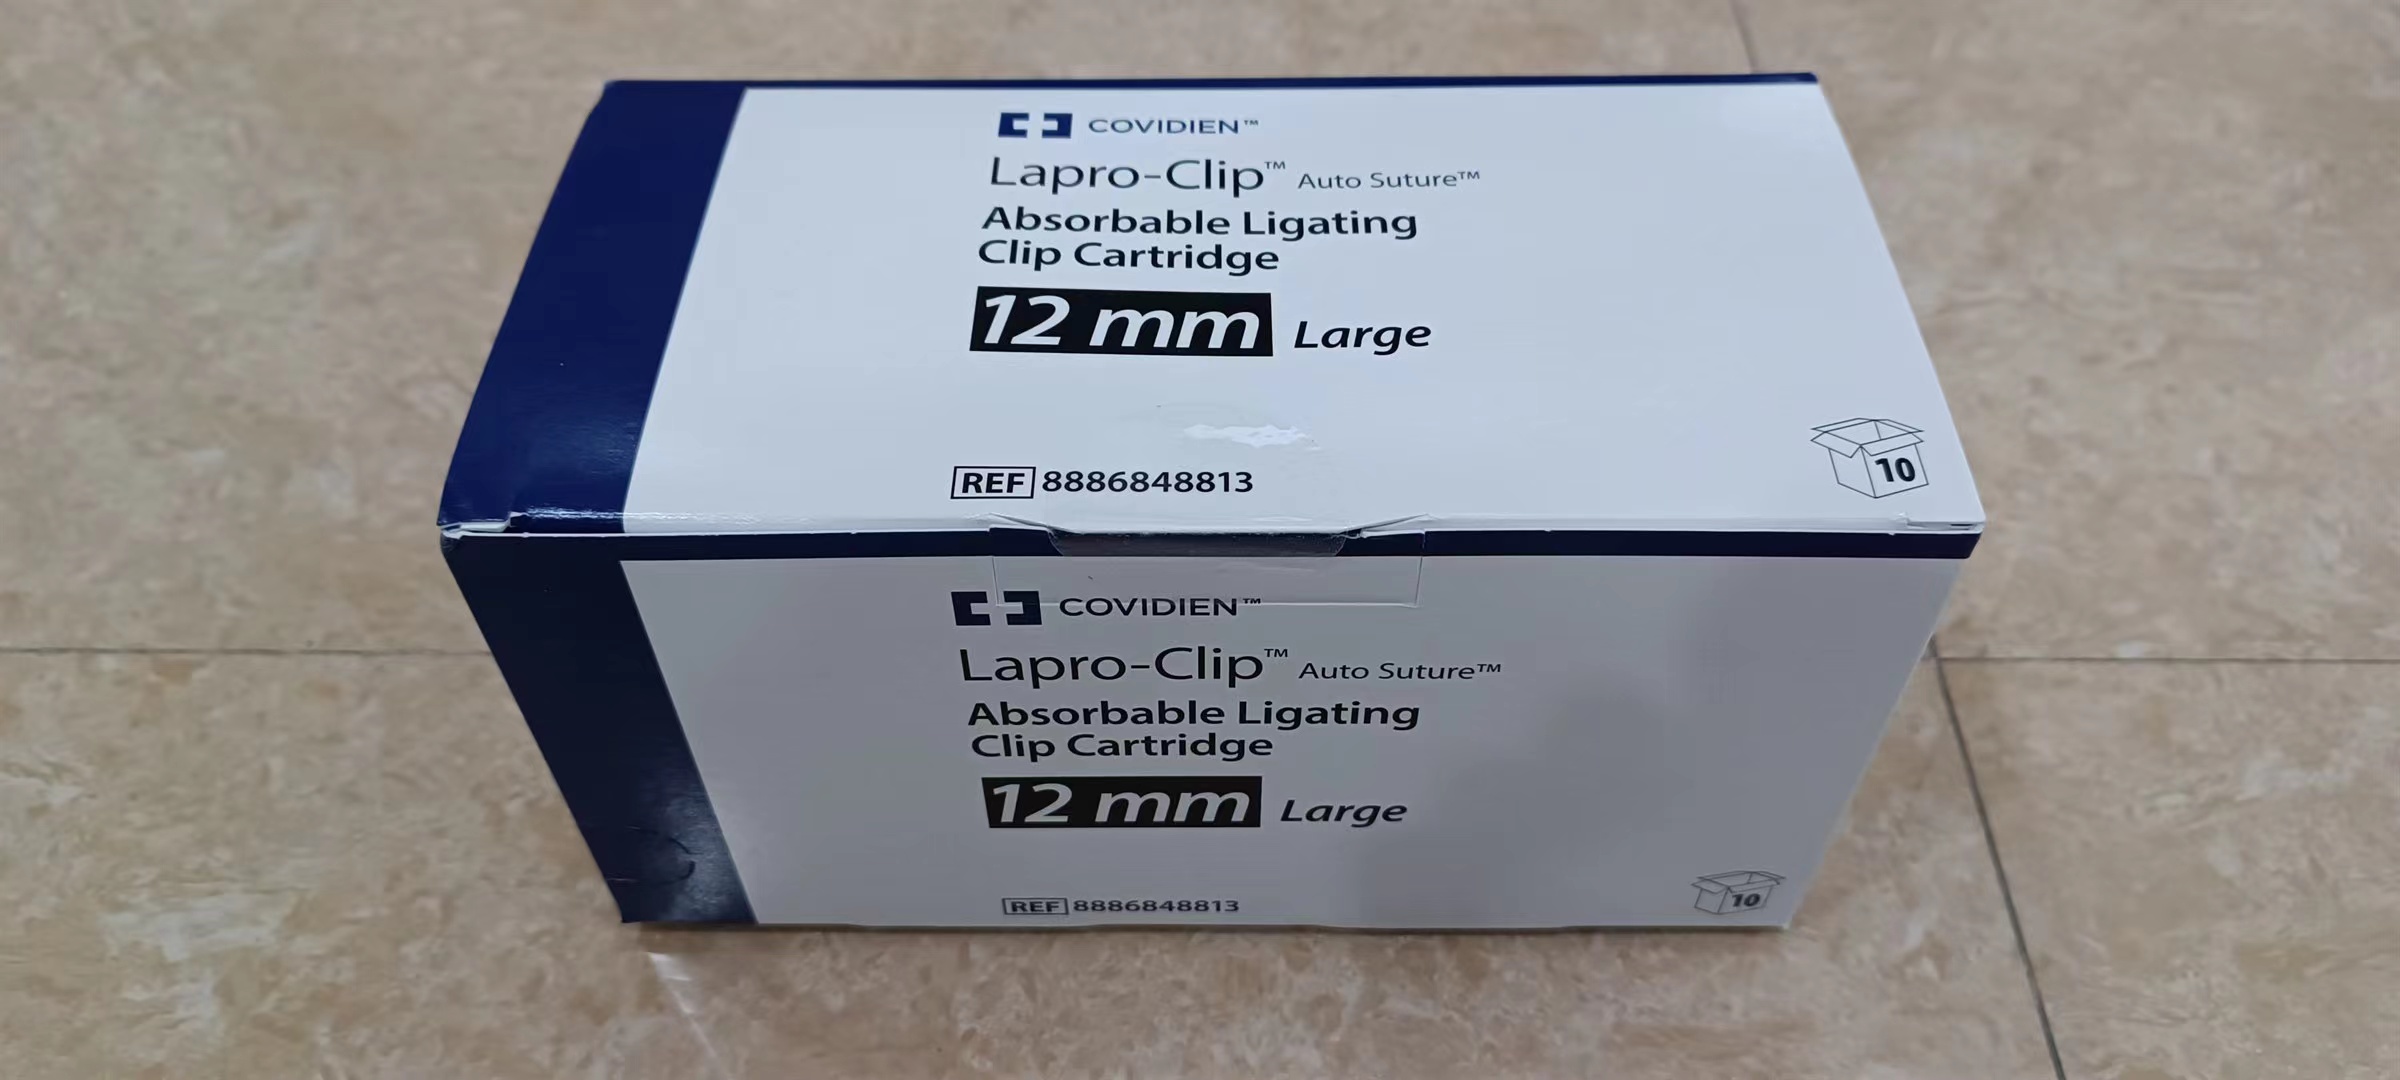 COVIDIEN™
Lapro-Clip™ Auto Suture™
Absorbable Ligating
Clip Cartridge
12 mm Large
REF 8886848813
10
COVIDIEN™
Lapro-Clip™ Auto Suture™
Absorbable Ligating
Clip Cartridge
12 mm Large
REF 8886848813
10